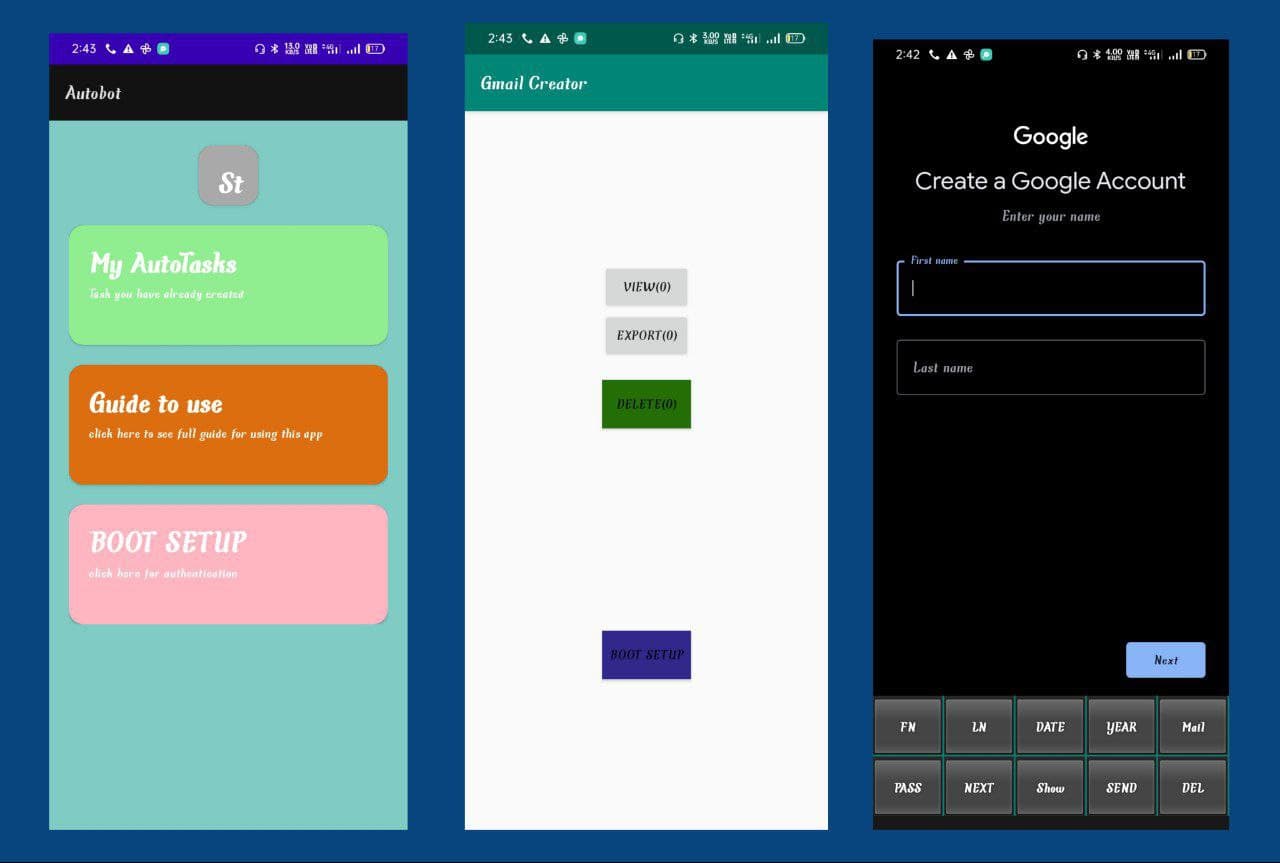 2:43
13.0
KB/S
17
Autobot
St
My AutoTasks
Task you have already created
Guide to use
click here to see full guide for using this app
BOOT SETUP
click here for authentication
2:43
3.00
KB/S
17
Gmail Creator
VIEW(0)
EXPORT(0)
DELETE(0)
BOOT SETUP
2:42
4.00
KB/S
17
Google
Create a Google Account
Enter your name
First name
Last name
Next
FN LN DATE YEAR Mail
PASS NEXT Show SEND DEL